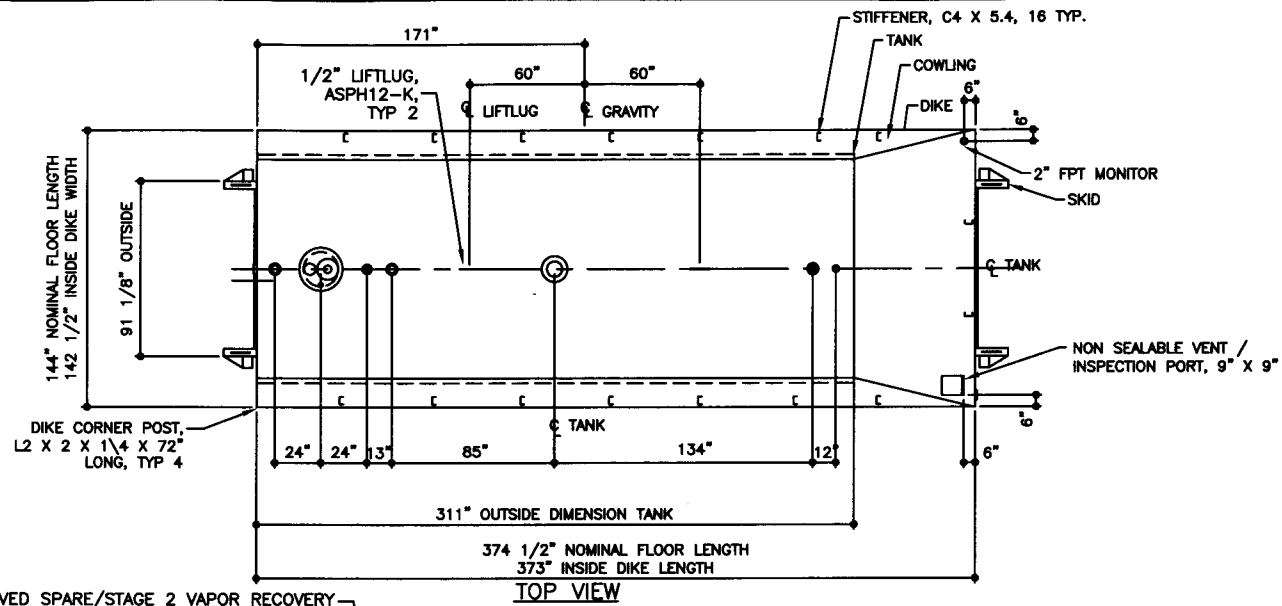 STIFFENER, C4 X 5.4, 16 TYP.
171"
TANK
1/2" LIFTLUG,
ASPH12-K,
TYP 2
60"
60"
COWLING
6"
DIKE
6"
℄ LIFTLUG
℄ GRAVITY
2" FPT MONITOR
SKID
144" NOMINAL FLOOR LENGTH
142 1/2" INSIDE DIKE WIDTH
91 1/8" OUTSIDE
℄ TANK
NON SEALABLE VENT /
INSPECTION PORT, 9" X 9"
6"
DIKE CORNER POST,
L2 X 2 X 1\4 X 72"
LONG, TYP 4
℄ TANK
24"
24"
13"
85"
134"
12"
6"
311" OUTSIDE DIMENSION TANK
374 1/2" NOMINAL FLOOR LENGTH
373" INSIDE DIKE LENGTH
TOP VIEW
VED SPARE/STAGE 2 VAPOR RECOVERY